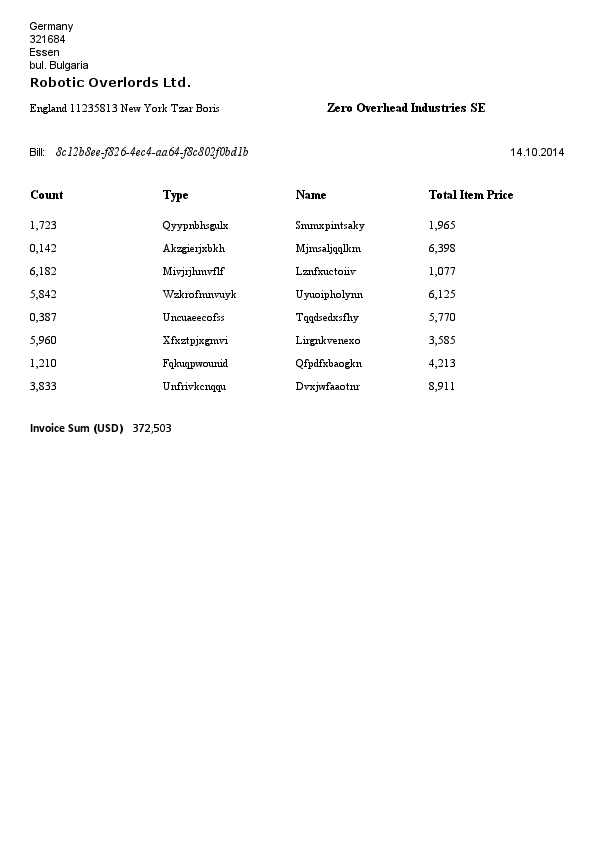 Germany
321684
Essen
bul. Bulgaria
Robotic Overlords Ltd.
England 11235813 New York Tzar Boris Zero Overhead Industries SE
Bill: 8c12b8ee-f826-4ec4-aa64-f8c802f0bd1b 14.10.2014
Count Type Name Total Item Price
1,723 Qyypnbhsgulx Smmxpintsaky 1,965
0,142 Akzgierjxbkh Mjmsaljqqlkm 6,398
6,182 Mivjrjhmvflf Lznfxuctoiiv 1,077
5,842 Wzkrofmnvuyk Uyuoipholynn 6,125
0,387 Uncuaeecofss Tqqdsedxsfhy 5,770
5,960 Xfxztpjxgmvi Lirgnkvenexo 3,585
1,210 Fqkuqpwounid Qfpdfxbaogkn 4,213
3,833 Unfrivkcnqqu Dvxjwfaaotnr 8,911
Invoice Sum (USD) 372,503